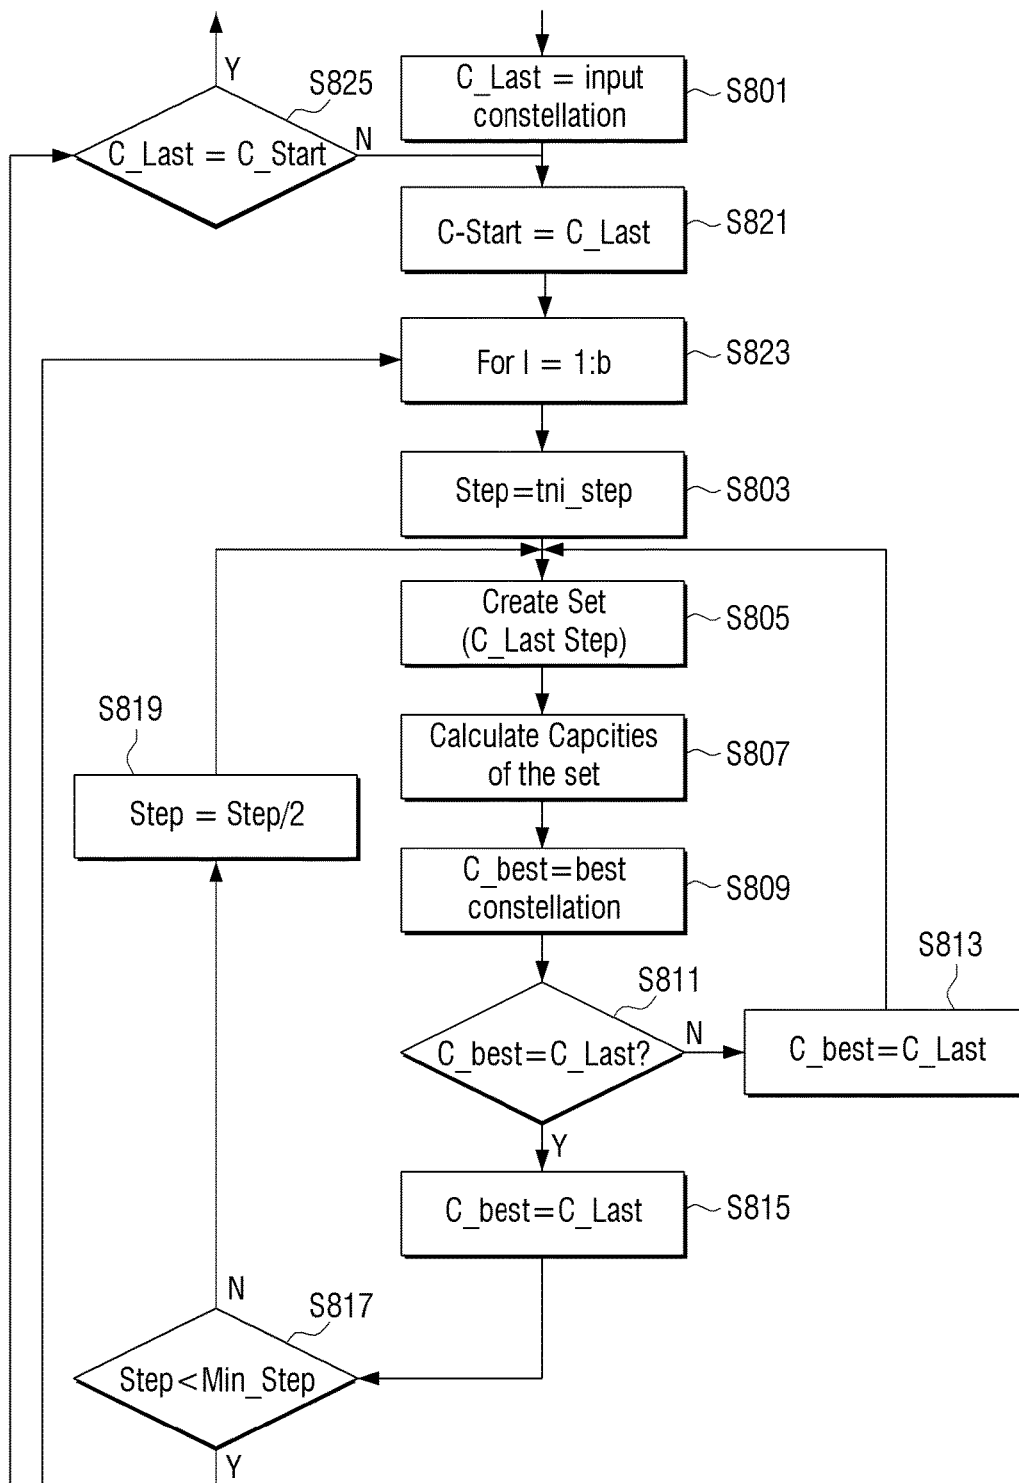 Y
S825
C_Last = C_Start
N
C_Last = input
constellation
S801
C-Start = C_Last
S821
For I = 1:b
S823
Step=tni_step
S803
Create Set
(C_Last Step)
S805
Calculate Capcities
of the set
S807
S819
Step = Step/2
C_best=best
constellation
S809
S811
C_best=C_Last?
N
S813
C_best=C_Last
Y
C_best=C_Last
S815
N
S817
Step<Min_Step
Y